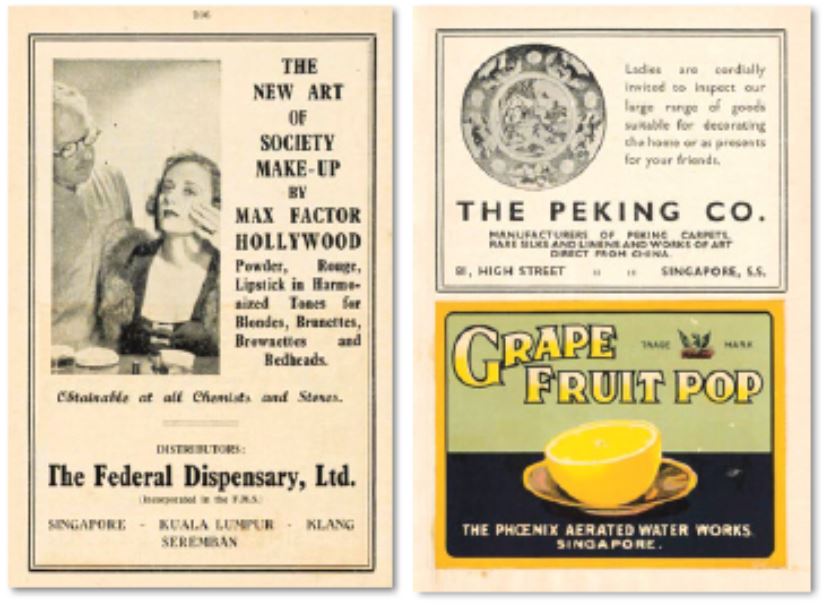 106
THE
NEW ART
OF
SOCIETY
MAKE-UP
BY
MAX FACTOR
HOLLYWOOD
Powder, Rouge,
Lipstick in Harmo-
nized Tones for
Blondes, Brunettes,
Brownettes and
Redheads.
Obtainable at all Chemists and Stores.
DISTRIBUTORS:
The Federal Dispensary, Ltd.
(Incorporated in the F.M.S.)
SINGAPORE - KUALA LUMPUR - KLANG
SEREMBAN
Ladies are cordially
invited to inspect our
large range of goods
suitable for decorating
the home or as presents
for your friends.
THE PEKING CO.
MANUFACTURERS OF PEKING CARPETS,
RARE SILKS AND LINENS AND WORKS OF ART
DIRECT FROM CHINA.
81, HIGH STREET " " SINGAPORE, S.S.
GRAPE
TRADE MARK
FRUIT POP
THE PHŒNIX AERATED WATER WORKS.
SINGAPORE.